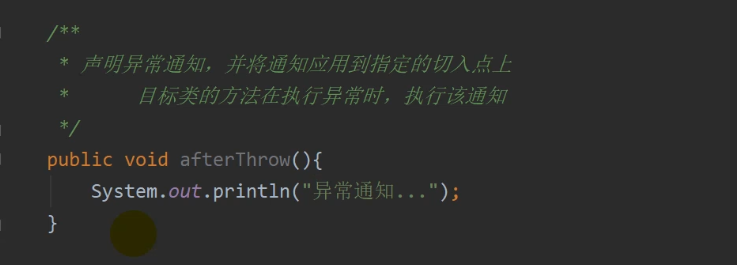 /**
* 声明异常通知，并将通知应用到指定的切入点上
* 目标类的方法在执行异常时，执行该通知
*/
public void afterThrow(){
System.out.println("异常通知...");
}